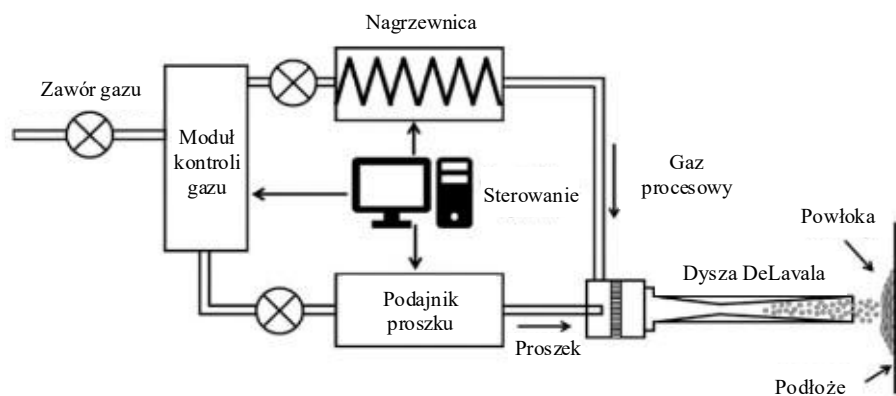 Nagrzewnica
Zawór gazu
Moduł
kontroli
gazu
Sterowanie
Gaz
procesowy
Powłoka
Dysza DeLavala
Podajnik
proszku
Proszek
Podłoże